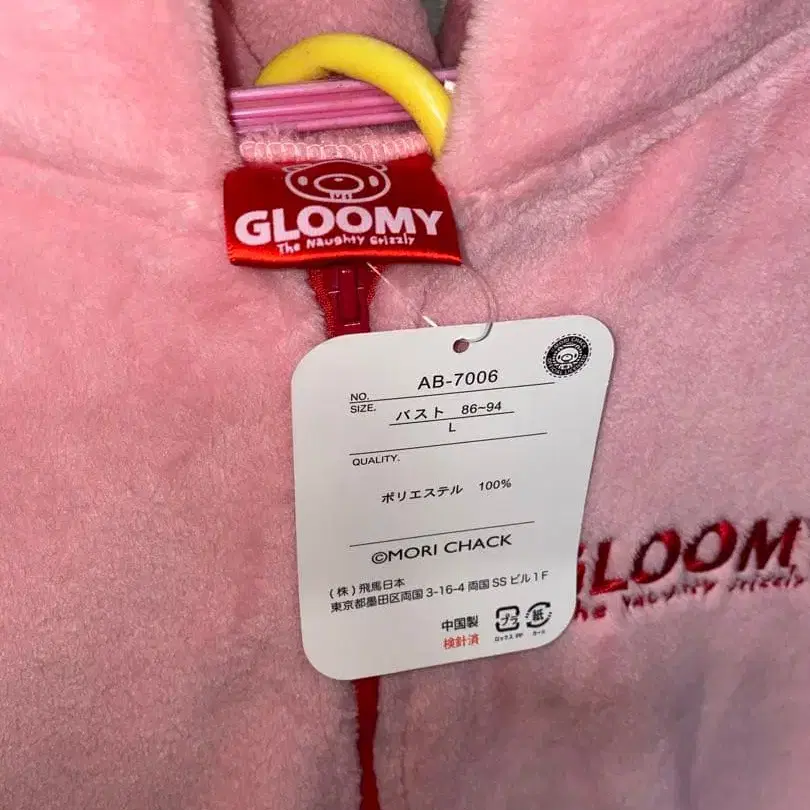 GLOOMY
The Naughty Grizzly
MORI CHACK
NO. AB-7006
SIZE. バスト 86~94
L
QUALITY.
ポリエステル 100%
©MORI CHACK
(株)飛馬日本
東京都墨田区両国 3-16-4 両国 SS ビル 1F
中国製
検針済
プラ
紙
GLOOMY
The Naughty Grizzly